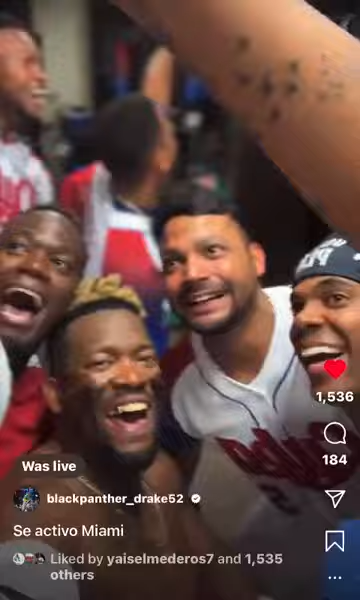 1,536
184
Was live
blackpanther_drake52
Se activo Miami
Liked by yaiselmederos7 and 1,535
others